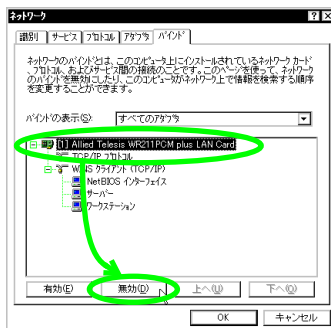 ネットワーク
識別 サービス プロトコル アダプタ バインド
ネットワークのバインドとは、このコンピュータ上にインストールされているネットワーク カード
、プロトコル、およびサービス間の接続のことです。このページを使って、ネットワーク
のバインドを無効にしたり、このコンピュータがネットワーク上で情報を検索する順序
を変更することができます。
バインドの表示(S): すべてのアダプタ
[1] Allied Telesis WR211PCM plus LAN Card
TCP/IP プロトコル
WINS クライアント (TCP/IP)
NetBIOS インターフェイス
サーバー
ワークステーション
有効(E) 無効(D) 上へ(U) 下へ(W)
OK キャンセル